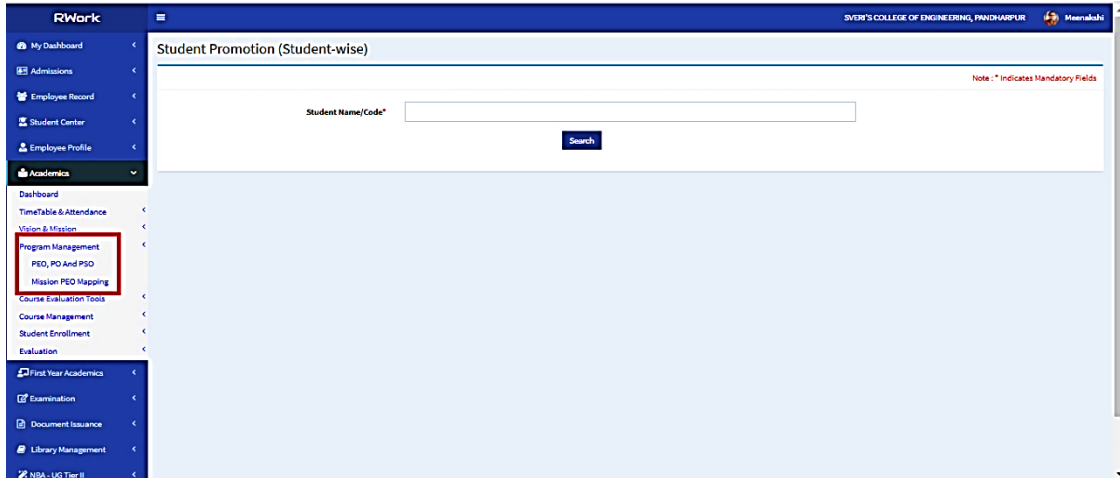 RWork
SVERI'S COLLEGE OF ENGINEERING, PANDHARPUR Meenakshi
My Dashboard
Admissions
Employee Record
Student Center
Employee Profile
Academics
Dashboard
TimeTable & Attendance
Vision & Mission
Program Management
PEO, PO And PSO
Mission PEO Mapping
Course Evaluation Tools
Course Management
Student Enrollment
Evaluation
First Year Academics
Examination
Document Issuance
Library Management
NBA - UG Tier II
Student Promotion (Student-wise)
Note : * Indicates Mandatory Fields
Student Name/Code*
Search